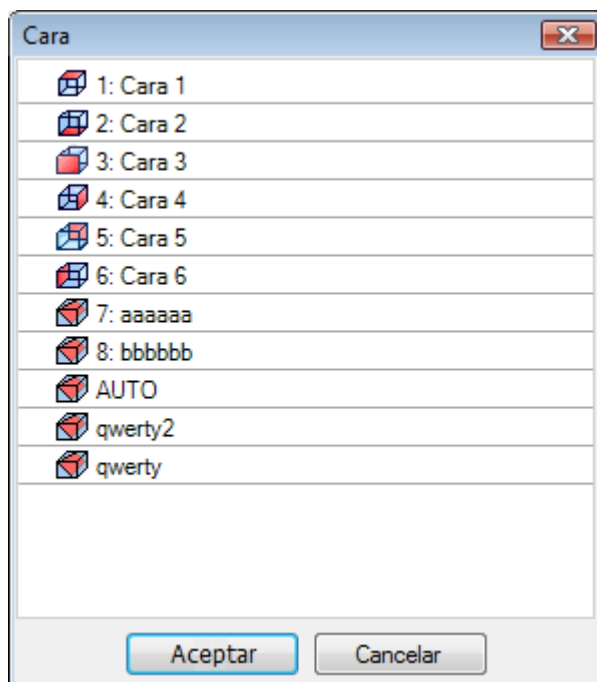 Cara
1: Cara 1
2: Cara 2
3: Cara 3
4: Cara 4
5: Cara 5
6: Cara 6
7: aaaaaa
8: bbbbbb
AUTO
qwerty2
qwerty
Aceptar Cancelar